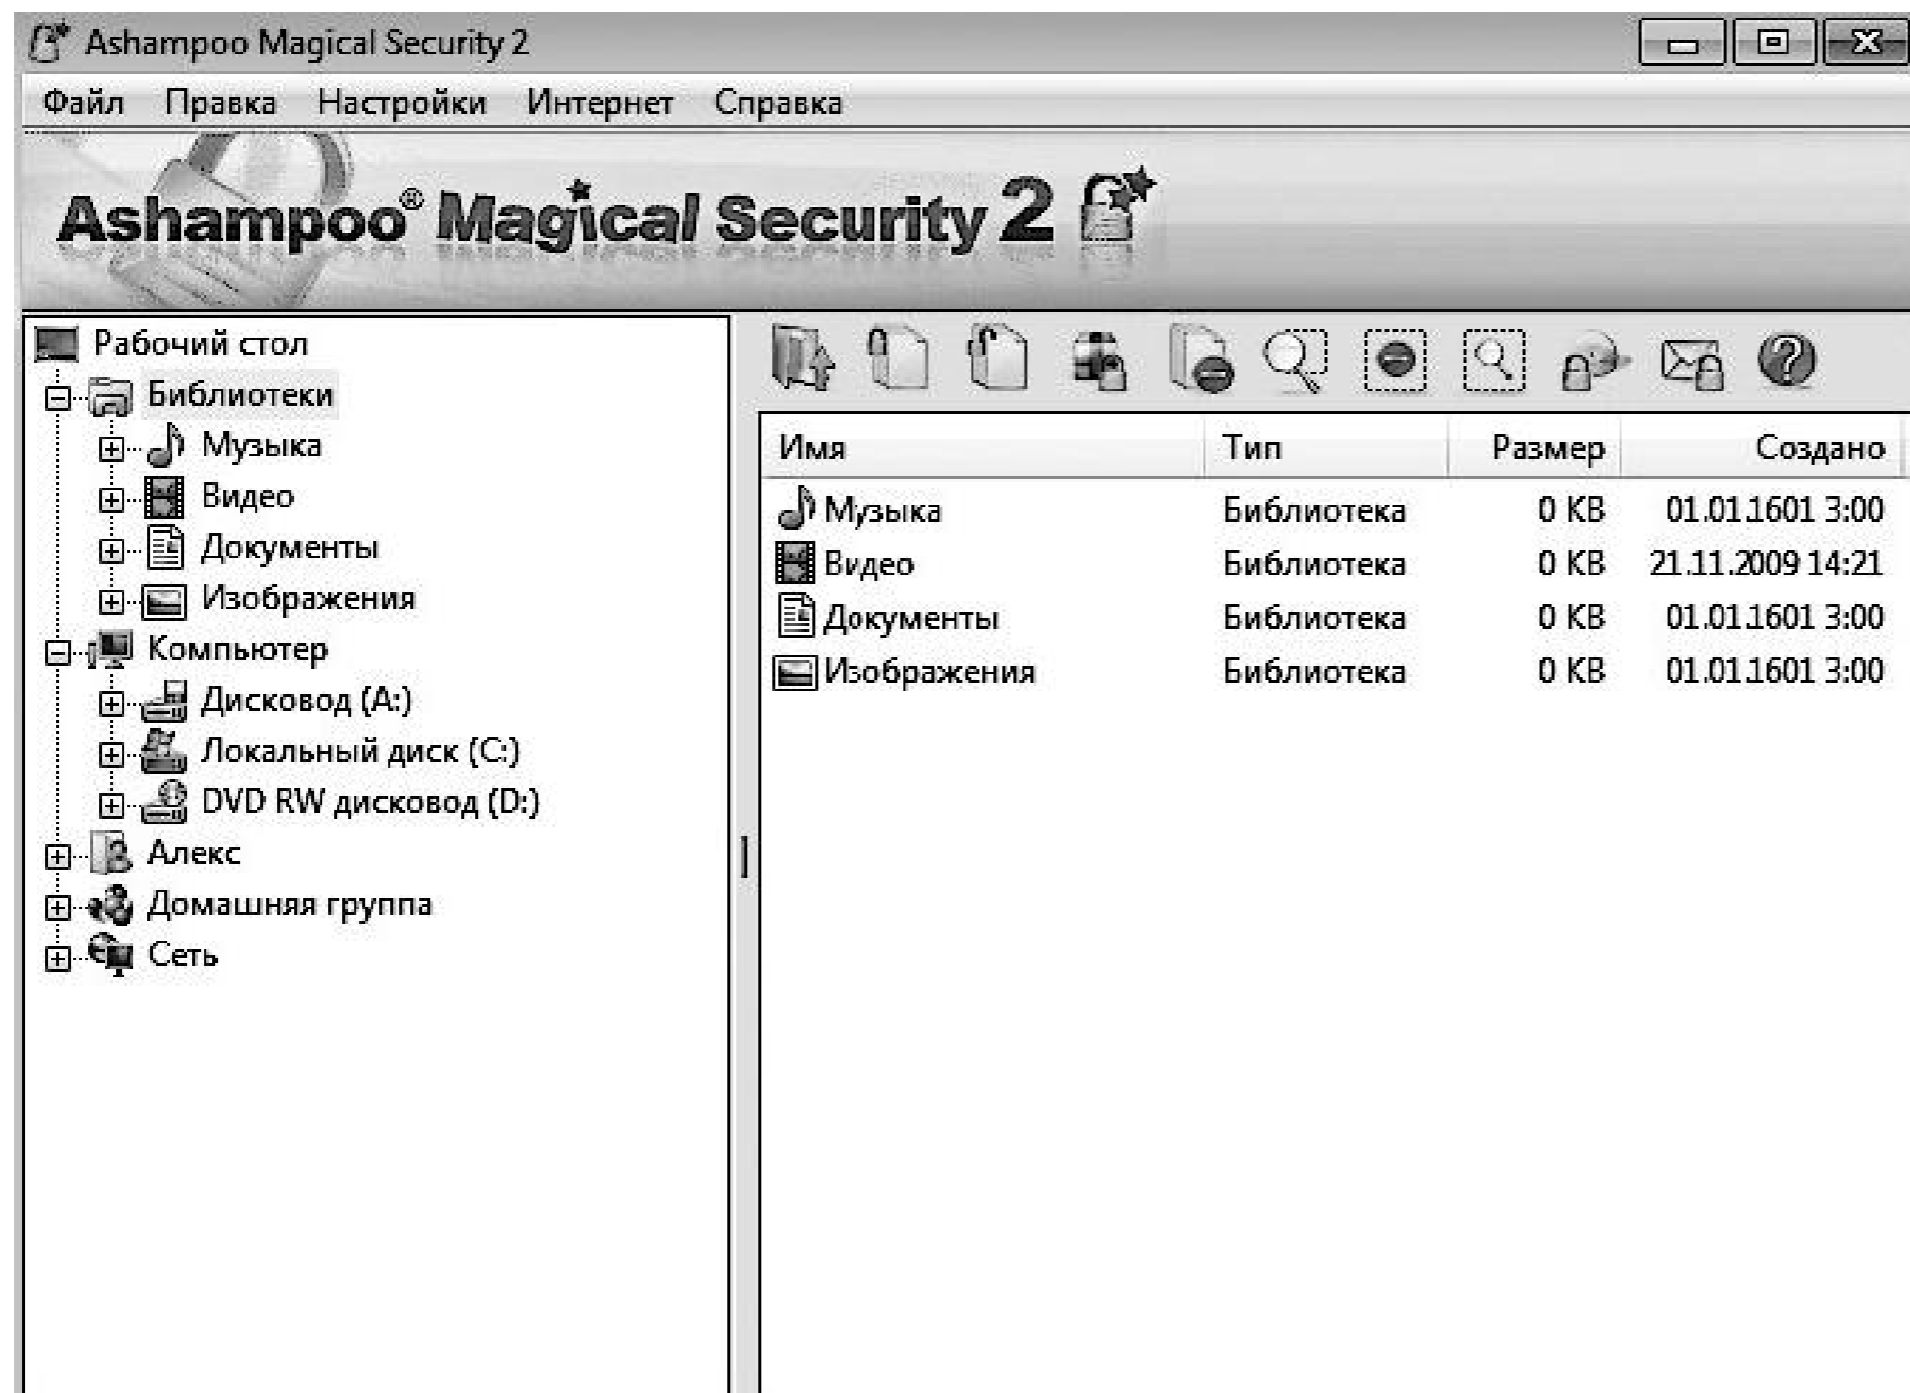 Ashampoo Magical Security 2
Файл Правка Настройки Интернет Справка
Ashampoo® Magical Security 2
Рабочий стол
Библиотеки
Музыка
Видео
Документы
Изображения
Компьютер
Дисковод (A:)
Локальный диск (C:)
DVD RW дисковод (D:)
Алекс
Домашняя группа
Сеть
Имя Тип Размер Создано
Музыка Библиотека 0 KB 01.01.1601 3:00
Видео Библиотека 0 KB 21.11.2009 14:21
Документы Библиотека 0 KB 01.01.1601 3:00
Изображения Библиотека 0 KB 01.01.1601 3:00